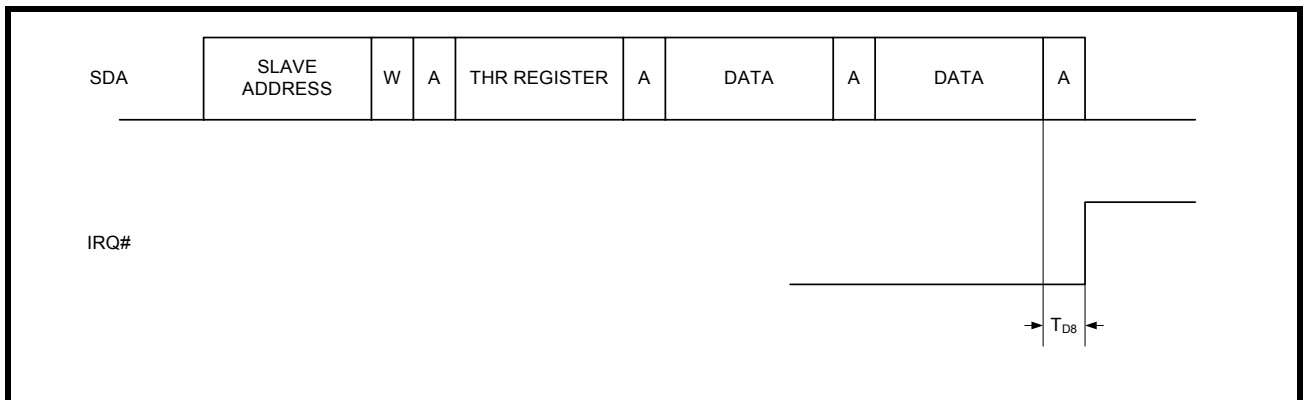 SDA
SLAVE
ADDRESS
W
A
THR REGISTER
A
DATA
A
DATA
A
IRQ#
TD8